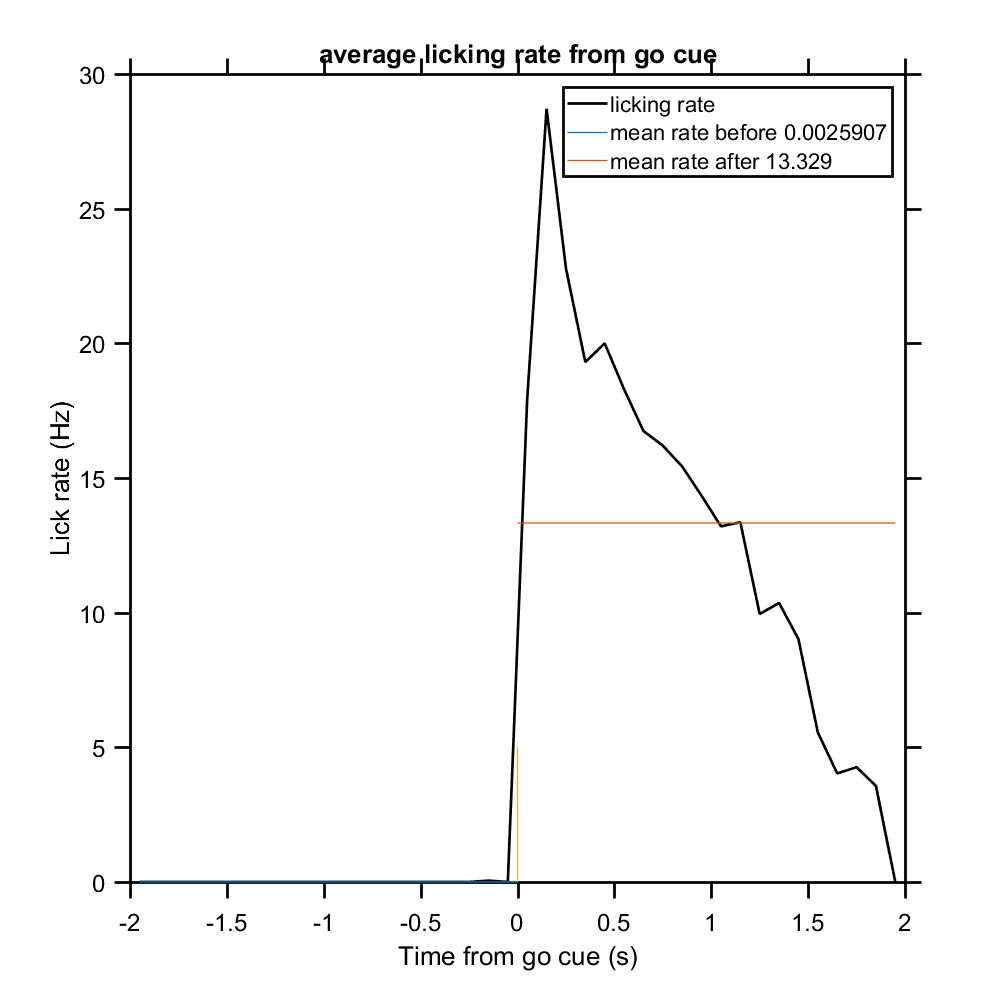 average licking rate from go cue
licking rate
mean rate before 0.0025907
mean rate after 13.329
30
25
20
15
10
5
0
Lick rate (Hz)
-2 -1.5 -1 -0.5 0 0.5 1 1.5 2
Time from go cue (s)